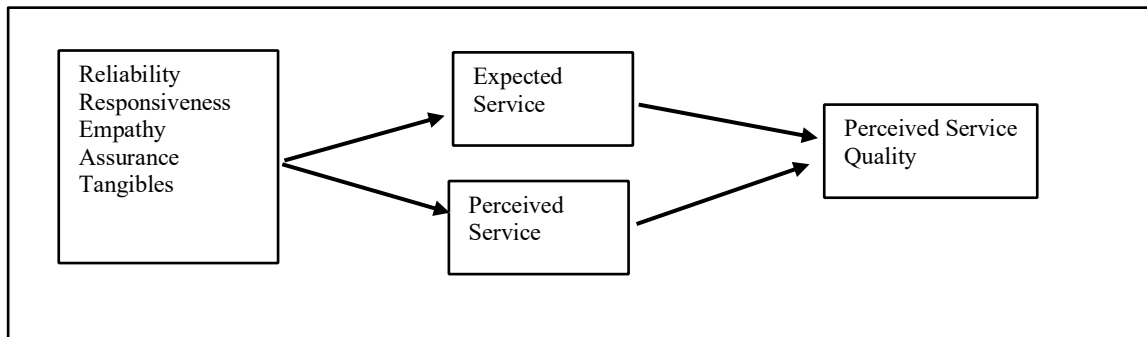 Reliability
Responsiveness
Empathy
Assurance
Tangibles
Expected
Service
Perceived
Service
Perceived Service
Quality